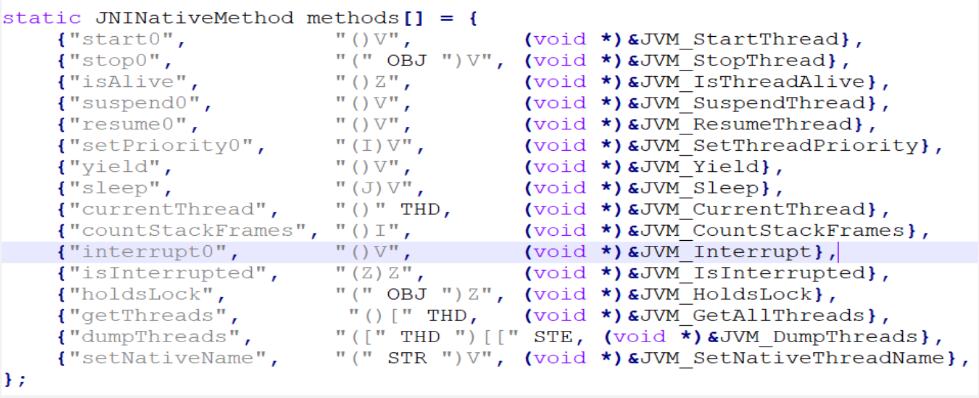 static JNINativeMethod methods[] = {
    {"start0",           "()V",        (void *)&JVM_StartThread},
    {"stop0",            "(" OBJ ")V", (void *)&JVM_StopThread},
    {"isAlive",          "()Z",        (void *)&JVM_IsThreadAlive},
    {"suspend0",         "()V",        (void *)&JVM_SuspendThread},
    {"resume0",          "()V",        (void *)&JVM_ResumeThread},
    {"setPriority0",     "(I)V",       (void *)&JVM_SetThreadPriority},
    {"yield",            "()V",        (void *)&JVM_Yield},
    {"sleep",            "(J)V",       (void *)&JVM_Sleep},
    {"currentThread",    "()" THD,     (void *)&JVM_CurrentThread},
    {"countStackFrames", "()I",        (void *)&JVM_CountStackFrames},
    {"interrupt0",       "()V",        (void *)&JVM_Interrupt},
    {"isInterrupted",    "(Z)Z",       (void *)&JVM_IsInterrupted},
    {"holdsLock",        "(" OBJ ")Z", (void *)&JVM_HoldsLock},
    {"getThreads",        "()[" THD,   (void *)&JVM_GetAllThreads},
    {"dumpThreads",      "([" THD ")[[" STE, (void *)&JVM_DumpThreads},
    {"setNativeName",    "(" STR ")V", (void *)&JVM_SetNativeThreadName},
};